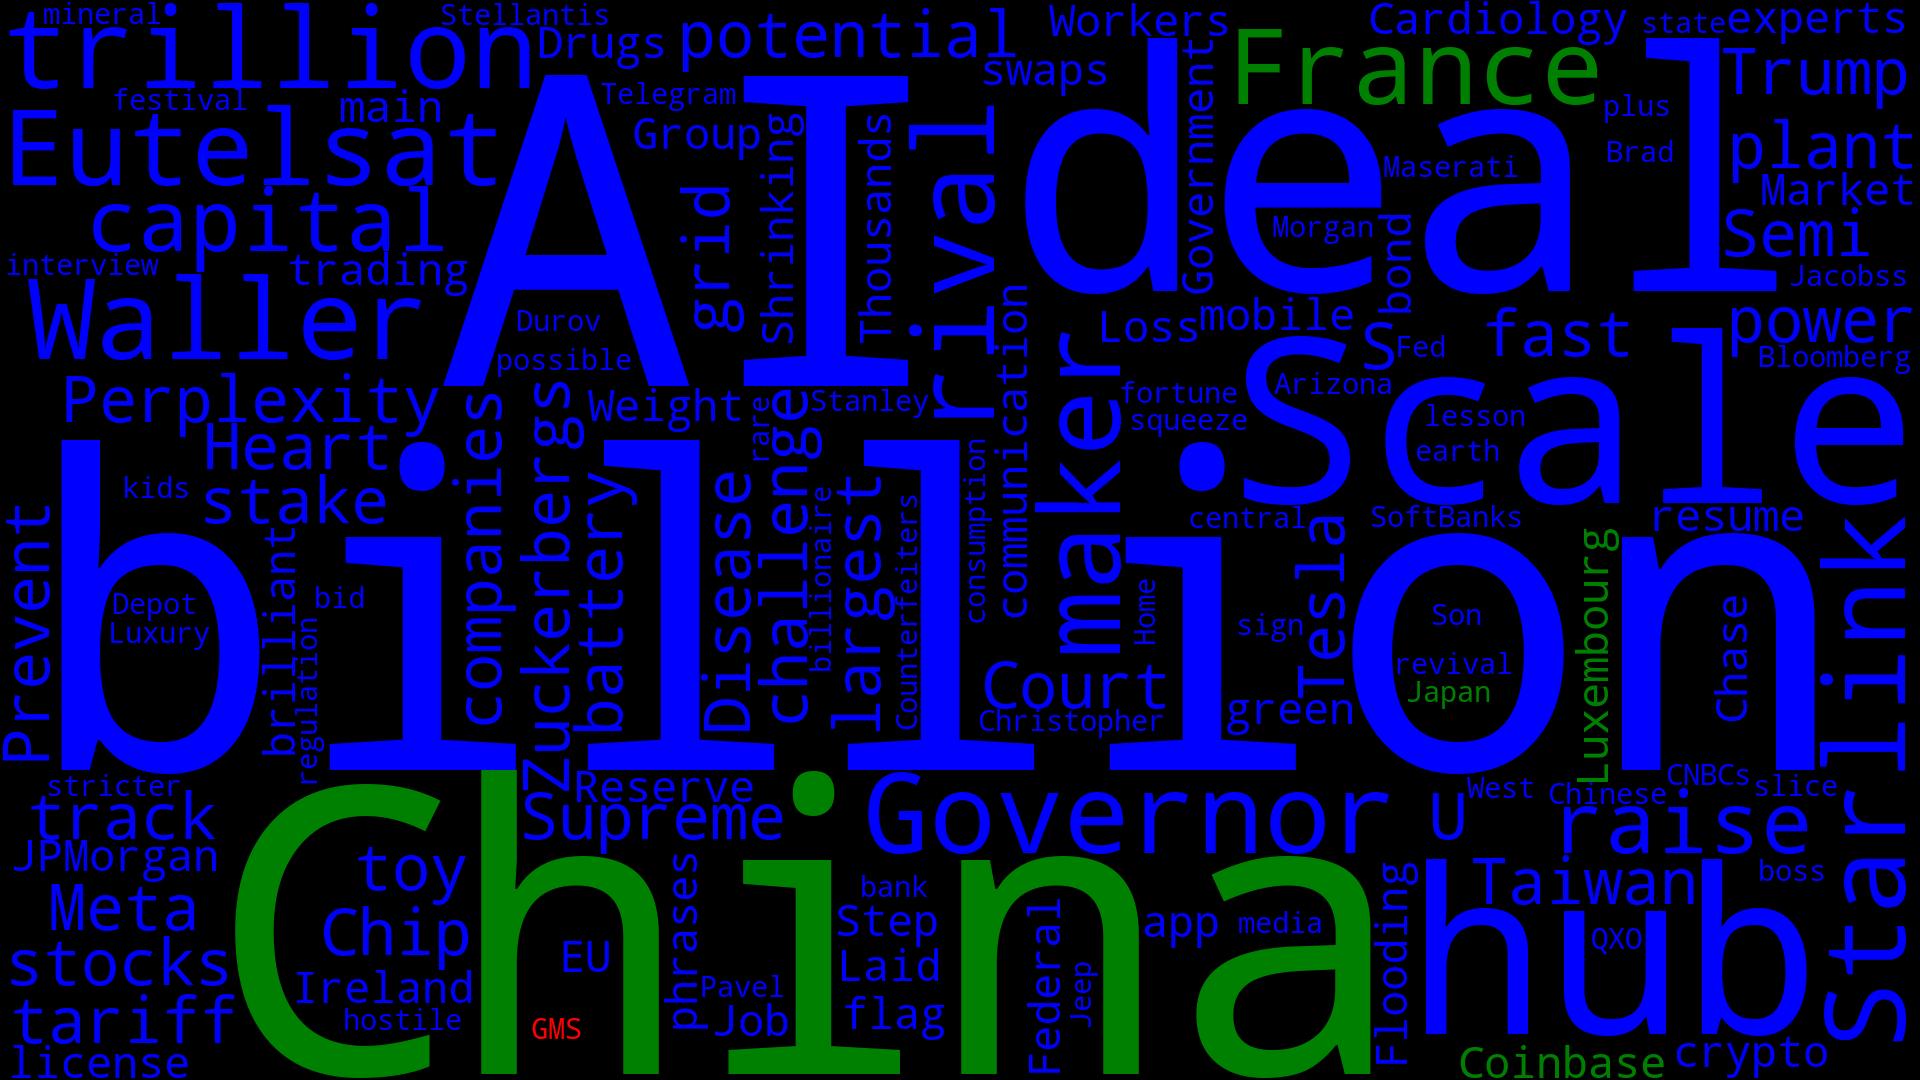 mineral
Stellantis
trillion
Drugs
potential
Workers
Cardiology
state
experts
France
swaps
Trump
festival
main
Telegram
plus
Eutelsat
AI
Group
Shrinking
Thousands
rival
deal
Government
Maserati
Brad
plant
Market
capital
grid
Morgan
bond
Semi
interview
trading
Jacobss
Waller
Durov
possible
communication
Loss
mobile
S
Fed
fast
power
Bloomberg
Perplexity
Weight
rare
Stanley
maker
fortune
squeeze
Arizona
Scale
lesson
earth
Heart
companies
Zuckerbergs
challenge
kids
stake
battery
Disease
largest
billionaire
Counterfeiters
consumption
central
SoftBanks
resume
Prevent
billion
Depot
Luxury
brilliant
regulation
bid
Home
sign
Tesla
Son
revival
Japan
Luxembourg
Chase
Starlink
Court
Christopher
green
stricter
track
Reserve
Supreme
Governor
U
West
Chinese
CNBCs
slice
raise
JPMorgan
toy
China
phrases
bank
Step
Federal
app
media
Flooding
hub
Taiwan
boss
Meta
Chip
EU
QXO
stocks
Laid
Ireland
Pavel
Jeep
tariff
hostile
GMS
Job
flag
license
Coinbase
crypto